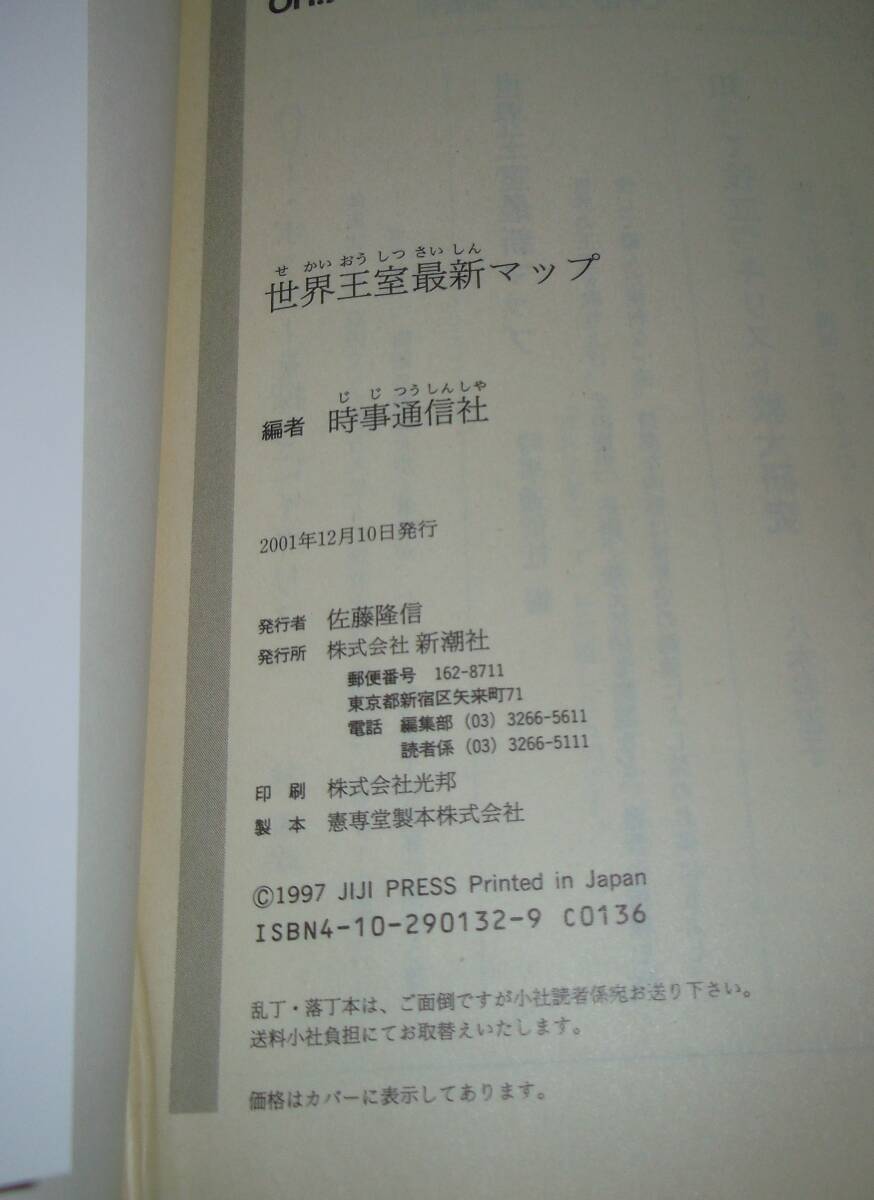 OH!!
せかいおうしつさいしん
世界王室最新マップ
じじつうしんしゃ
編者 時事通信社
2001年12月10日発行
発行者 佐藤隆信
発行所 株式会社 新潮社
郵便番号 162-8711
東京都新宿区矢来町71
電話 編集部 (03) 3266-5611
読者係 (03) 3266-5111
印刷 株式会社光邦
製本 憲専堂製本株式会社
©1997 JIJI PRESS Printed in Japan
ISBN4-10-290132-9 C0136
乱丁・落丁本は、ご面倒ですが小社読者係宛お送り下さい。
送料小社負担にてお取替えいたします。
価格はカバーに表示してあります。